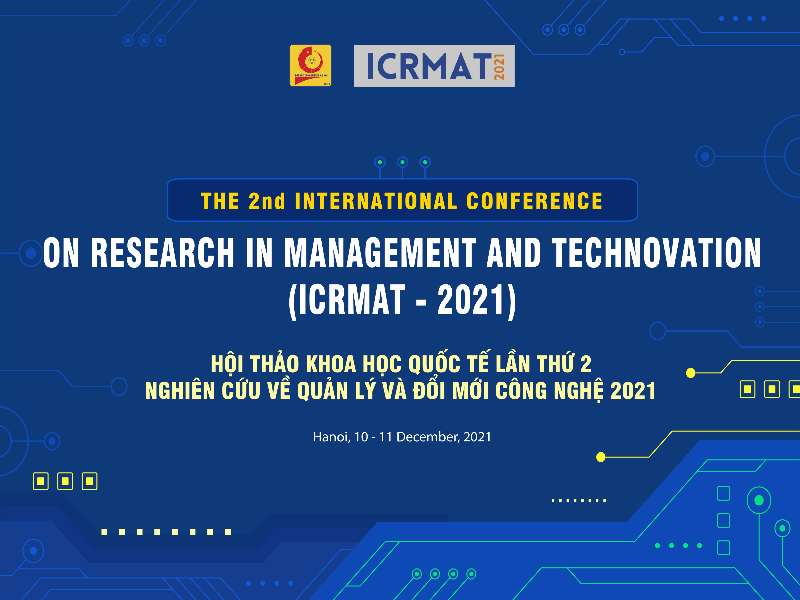 ICRMAT 2021
THE 2nd INTERNATIONAL CONFERENCE
ON RESEARCH IN MANAGEMENT AND TECHNOVATION
(ICRMAT - 2021)
HỘI THẢO KHOA HỌC QUỐC TẾ LẦN THỨ 2
NGHIÊN CỨU VỀ QUẢN LÝ VÀ ĐỔI MỚI CÔNG NGHỆ 2021
Hanoi, 10 - 11 December, 2021